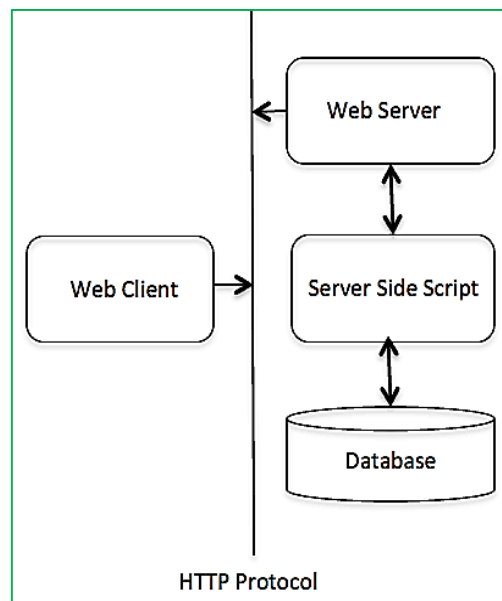 Web Server
Web Client
Server Side Script
Database
HTTP Protocol